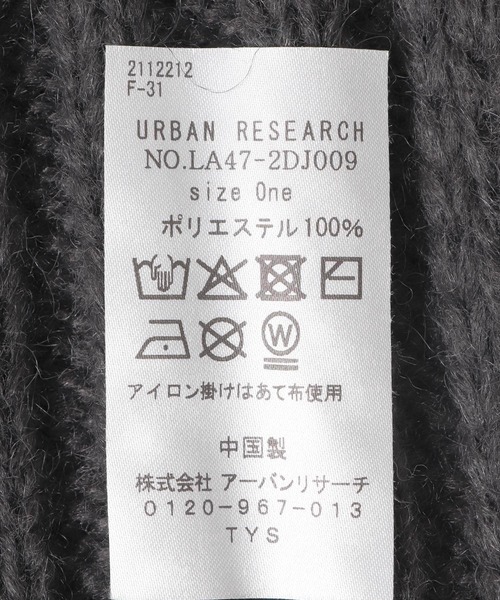 2112212
F-31
URBAN RESEARCH
NO.LA47-2DJ009
size One
ポリエステル100%
W
アイロン掛けはあて布使用
中国製
株式会社 アーバンリサーチ
0120-967-013
TYS